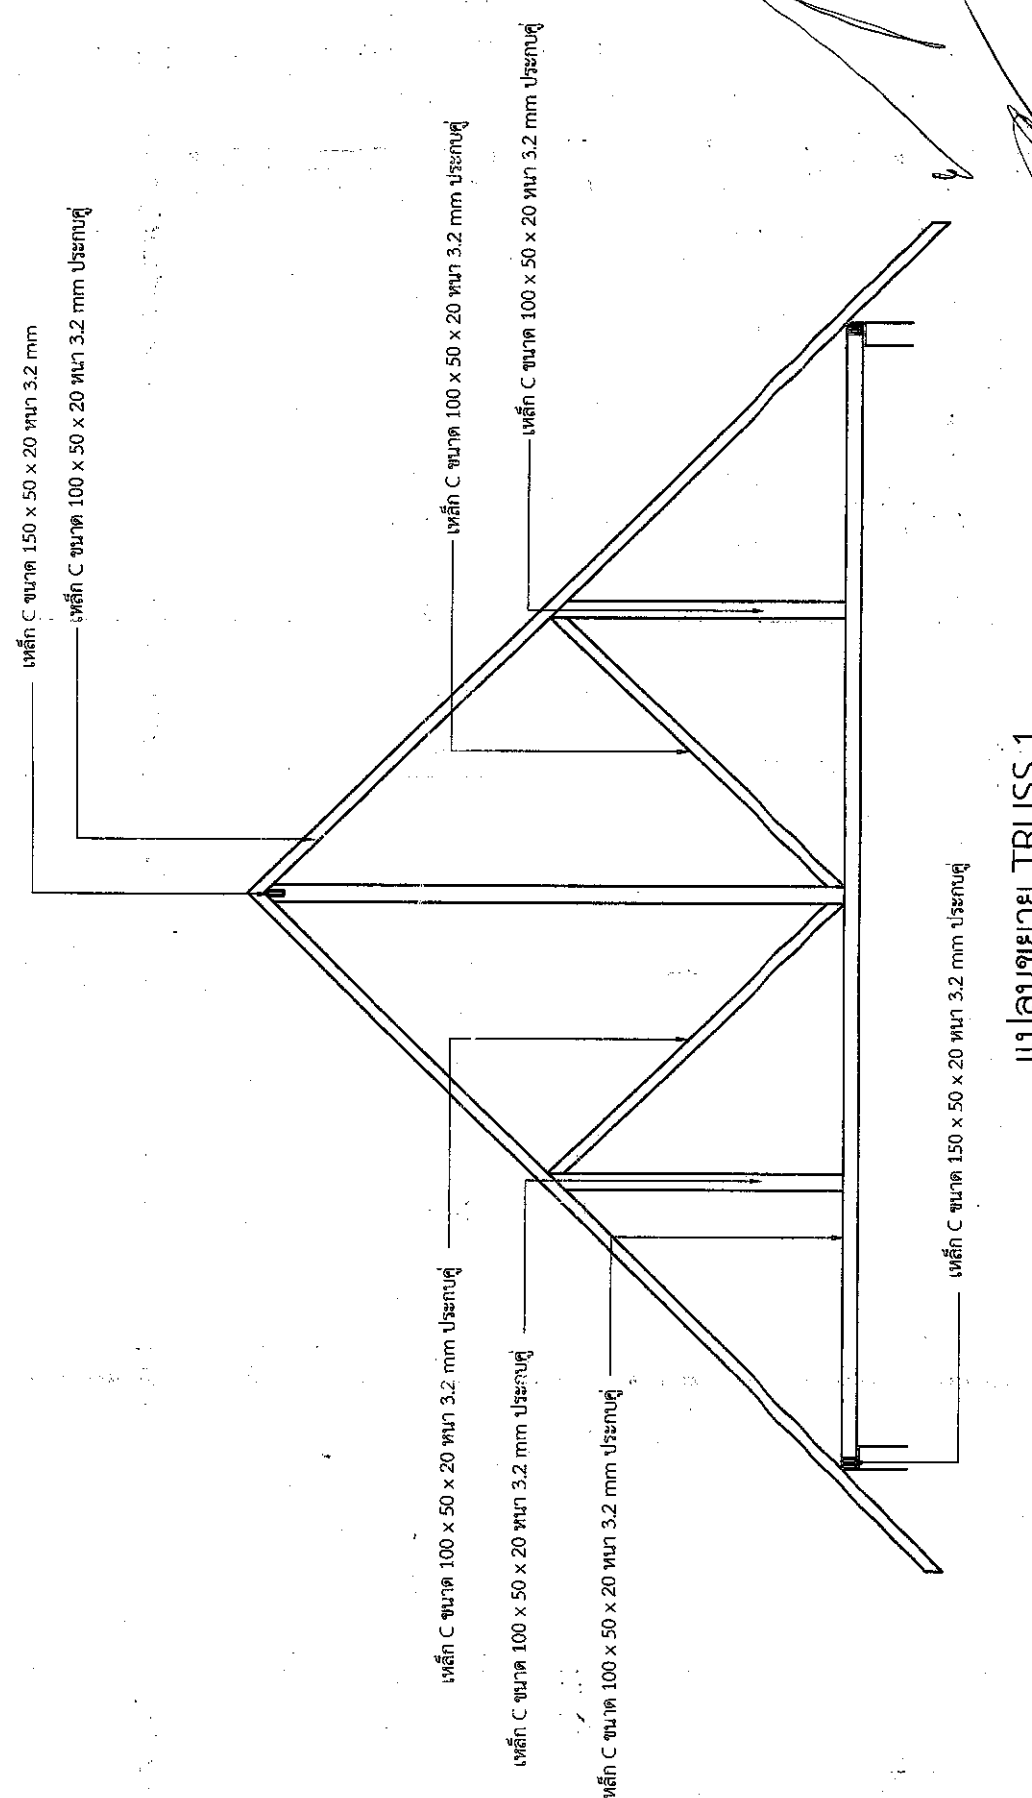 เหล็ก C ขนาด 150 x 50 x 20 หนา 3.2 mm
เหล็ก C ขนาด 100 x 50 x 20 หนา 3.2 mm ประกบคู่
เหล็ก C ขนาด 100 x 50 x 20 หนา 3.2 mm ประกบคู่
เหล็ก C ขนาด 100 x 50 x 20 หนา 3.2 mm ประกบคู่
เหล็ก C ขนาด 100 x 50 x 20 หนา 3.2 mm ประกบคู่
เหล็ก C ขนาด 100 x 50 x 20 หนา 3.2 mm ประกบคู่
หล็ก C ขนาด 100 x 50 x 20 หนา 3.2 mm ประกบคู่
เหล็ก C ขนาด 150 x 50 x 20 หนา 3.2 mm ประกบคู่
แปลนขยาย TRUSS 1